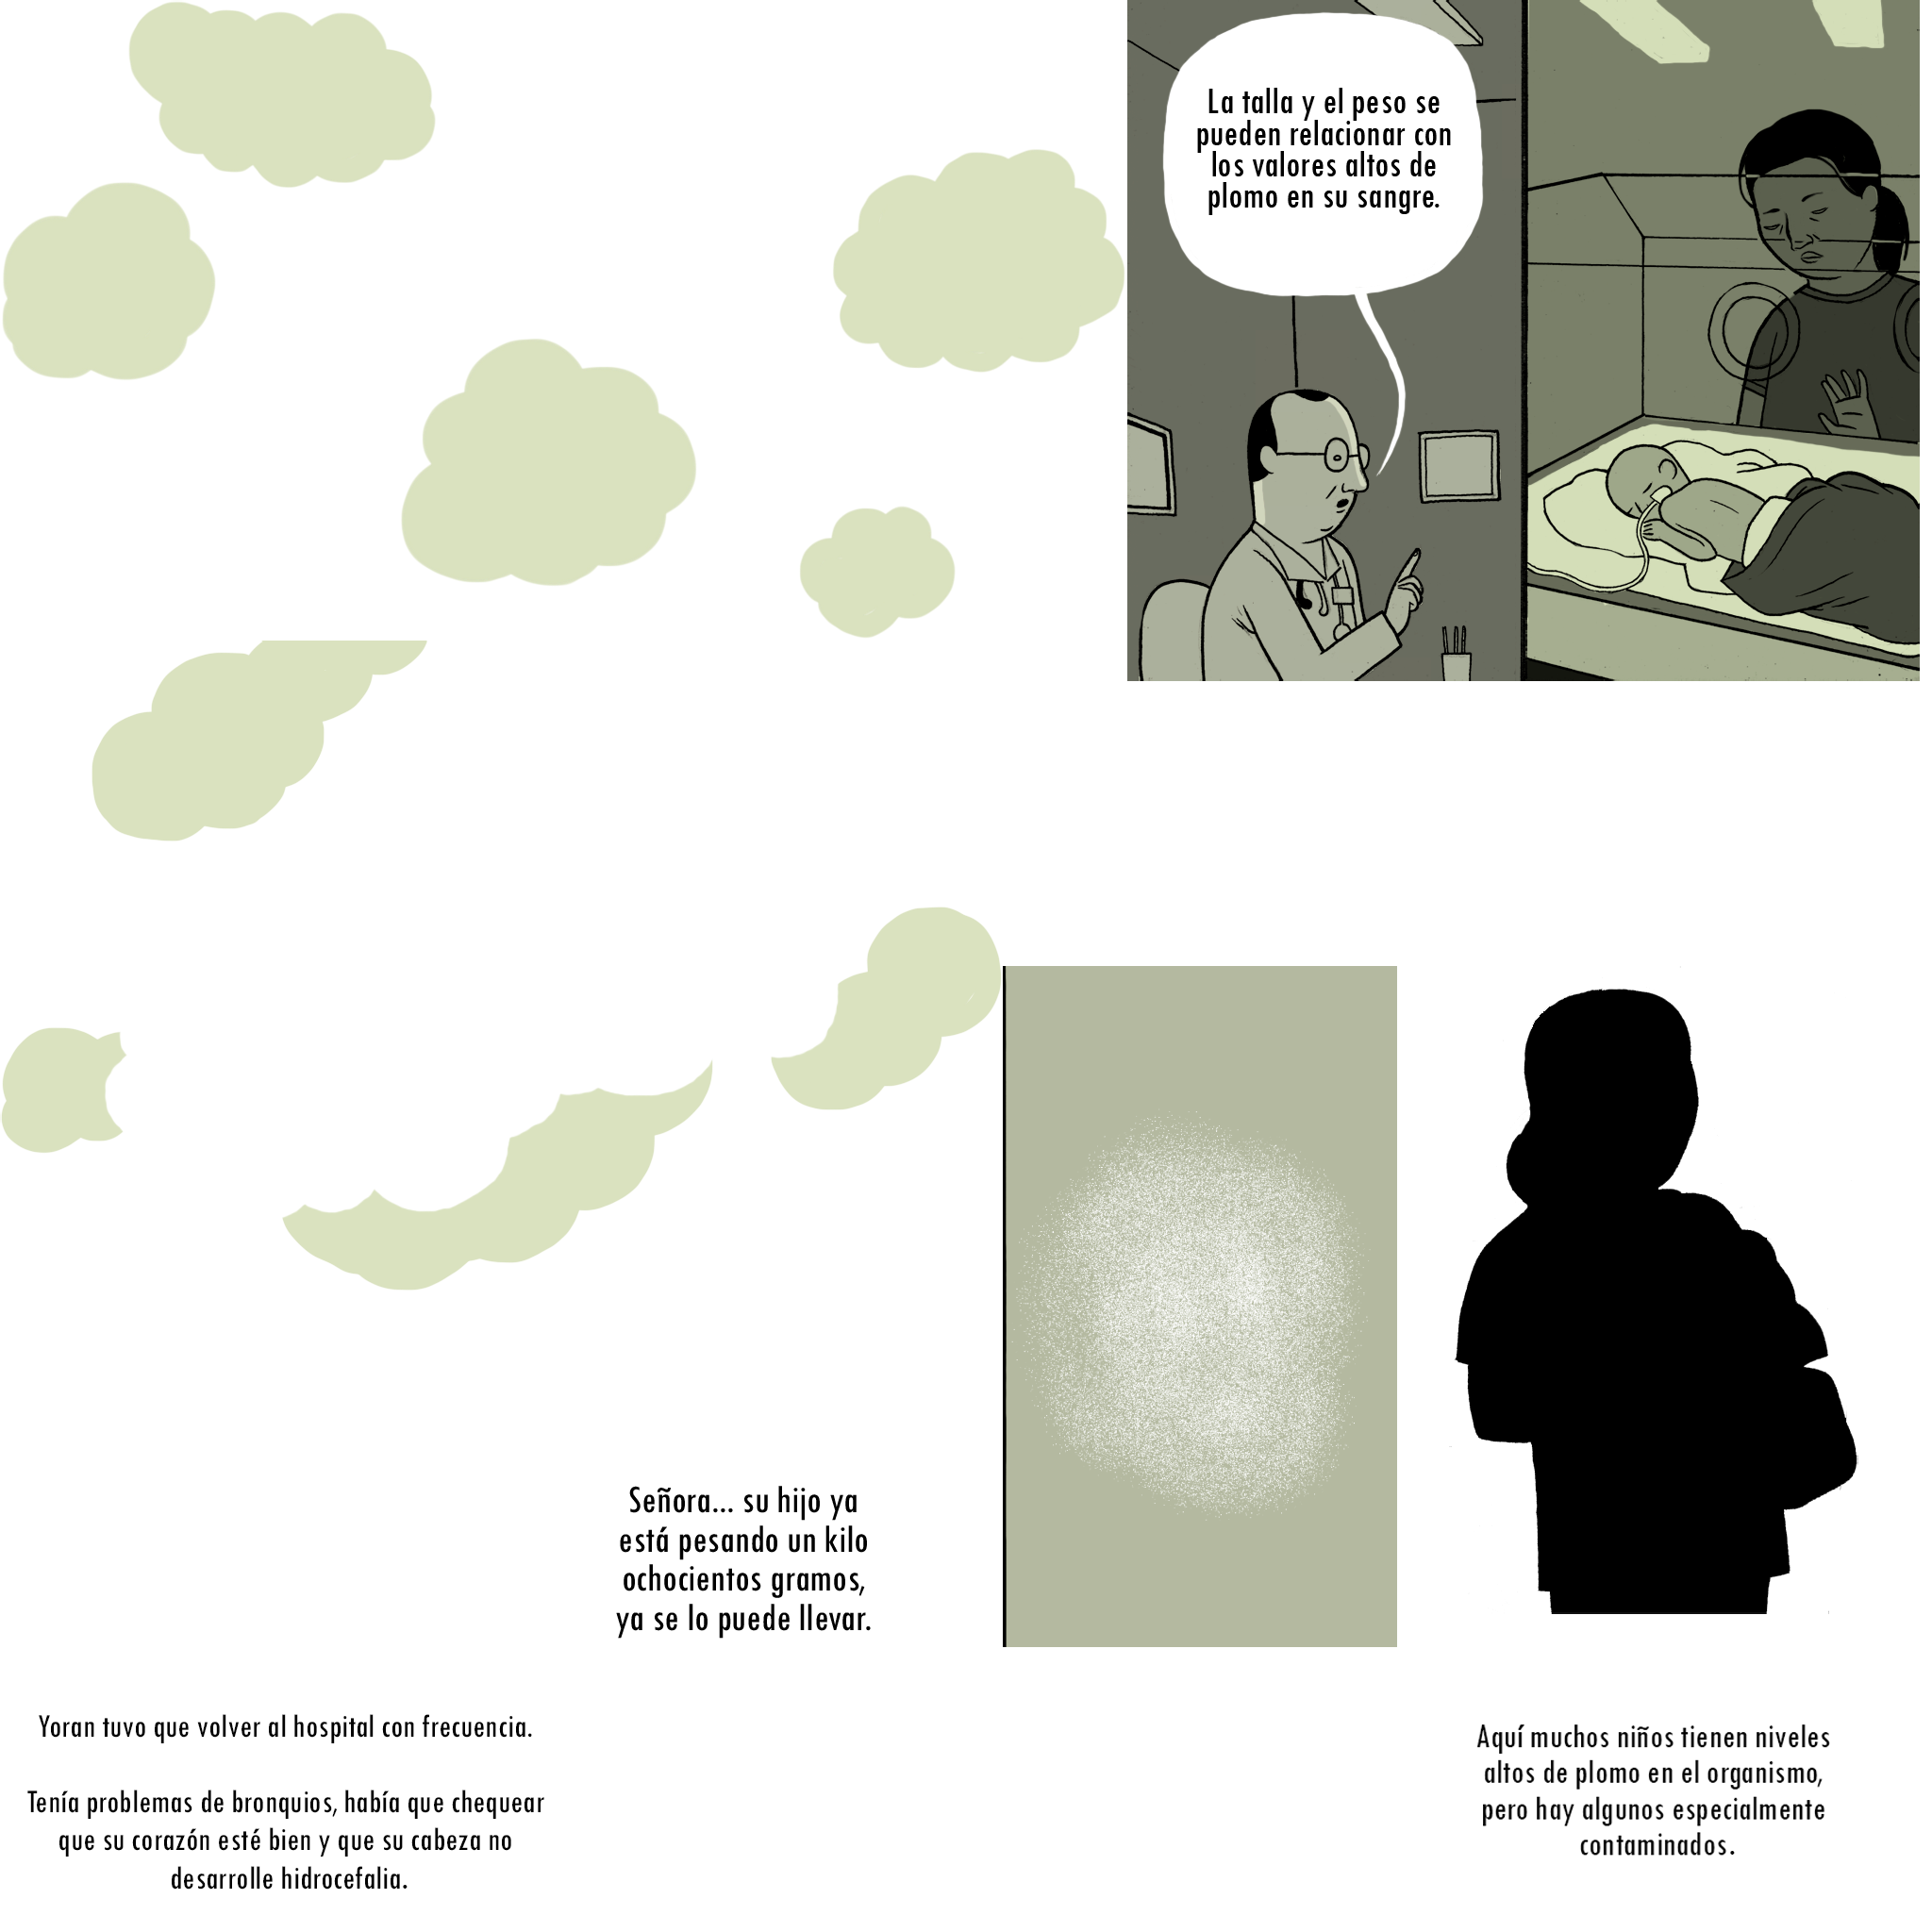 La talla y el peso se
pueden relacionar con
los valores altos de
plomo en su sangre.
Señora... su hijo ya
está pesando un kilo
ochocientos gramos,
ya se lo puede llevar.
Yoran tuvo que volver al hospital con frecuencia.
Tenía problemas de bronquios, había que chequear
que su corazón esté bien y que su cabeza no
desarrolle hidrocefalia.
Aquí muchos niños tienen niveles
altos de plomo en el organismo,
pero hay algunos especialmente
contaminados.